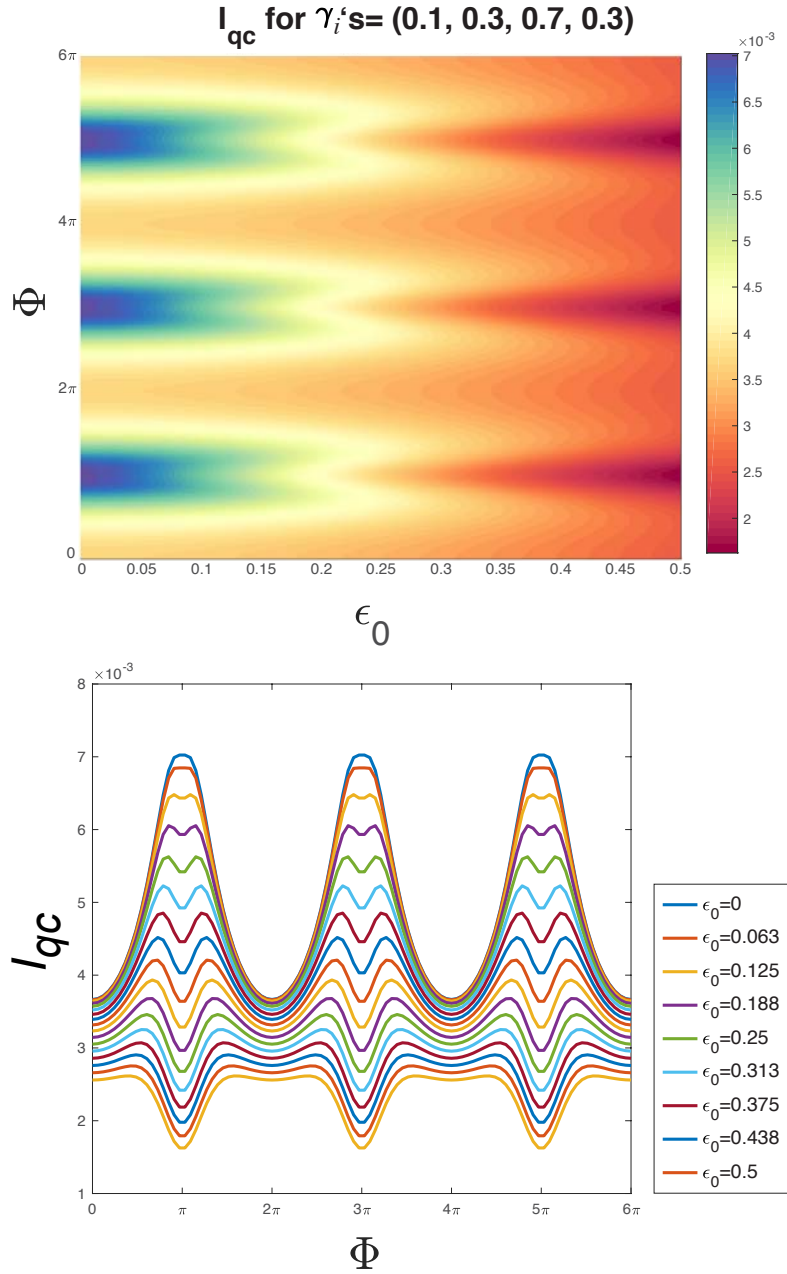 I_qc for γ_i‘s= (0.1, 0.3, 0.7, 0.3)
×10⁻³
6π
4π
Φ
2π
0
0 0.05 0.1 0.15 0.2 0.25 0.3 0.35 0.4 0.45 0.5
ϵ_0
7
6.5
6
5.5
5
4.5
4
3.5
3
2.5
2
×10⁻³
8
7
6
5
4
3
2
1
I_qc
0 π 2π 3π 4π 5π 6π
Φ
ϵ_0=0
ϵ_0=0.063
ϵ_0=0.125
ϵ_0=0.188
ϵ_0=0.25
ϵ_0=0.313
ϵ_0=0.375
ϵ_0=0.438
ϵ_0=0.5